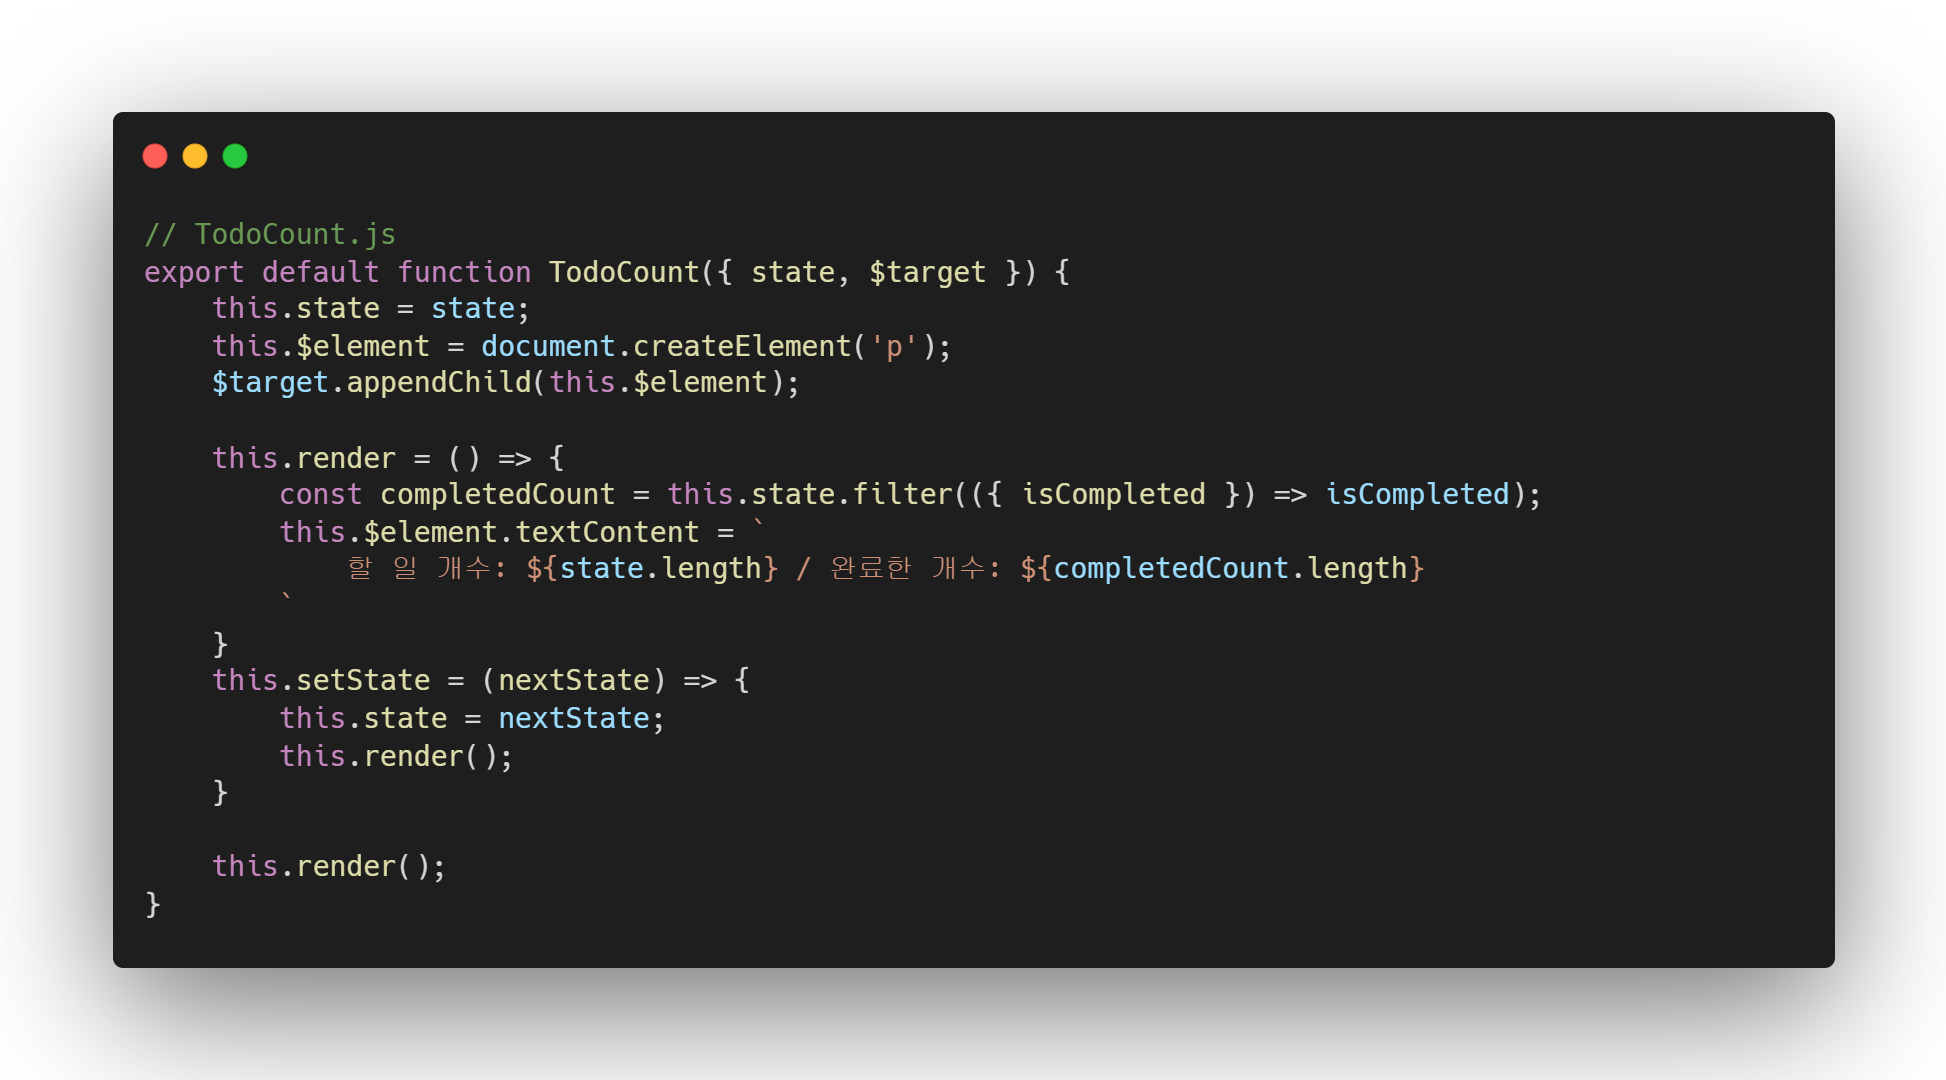 // TodoCount.js
export default function TodoCount({ state, $target }) {
    this.state = state;
    this.$element = document.createElement('p');
    $target.appendChild(this.$element);

    this.render = () => {
        const completedCount = this.state.filter(({ isCompleted }) => isCompleted);
        this.$element.textContent = `
            할 일 개수: ${state.length} / 완료한 개수: ${completedCount.length}
        `
    }
    this.setState = (nextState) => {
        this.state = nextState;
        this.render();
    }

    this.render();
}